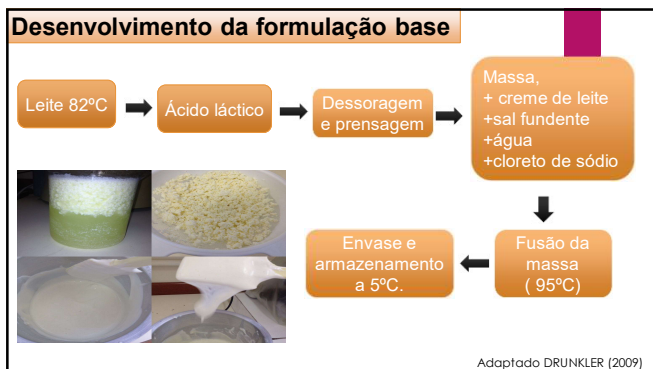 Desenvolvimento da formulação base
Leite 82ºC
Ácido láctico
Dessoragem
e prensagem
Massa,
+ creme de leite
+sal fundente
+água
+cloreto de sódio
Fusão da
massa
( 95ºC)
Envase e
armazenamento
a 5ºC.
Adaptado DRUNKLER (2009)